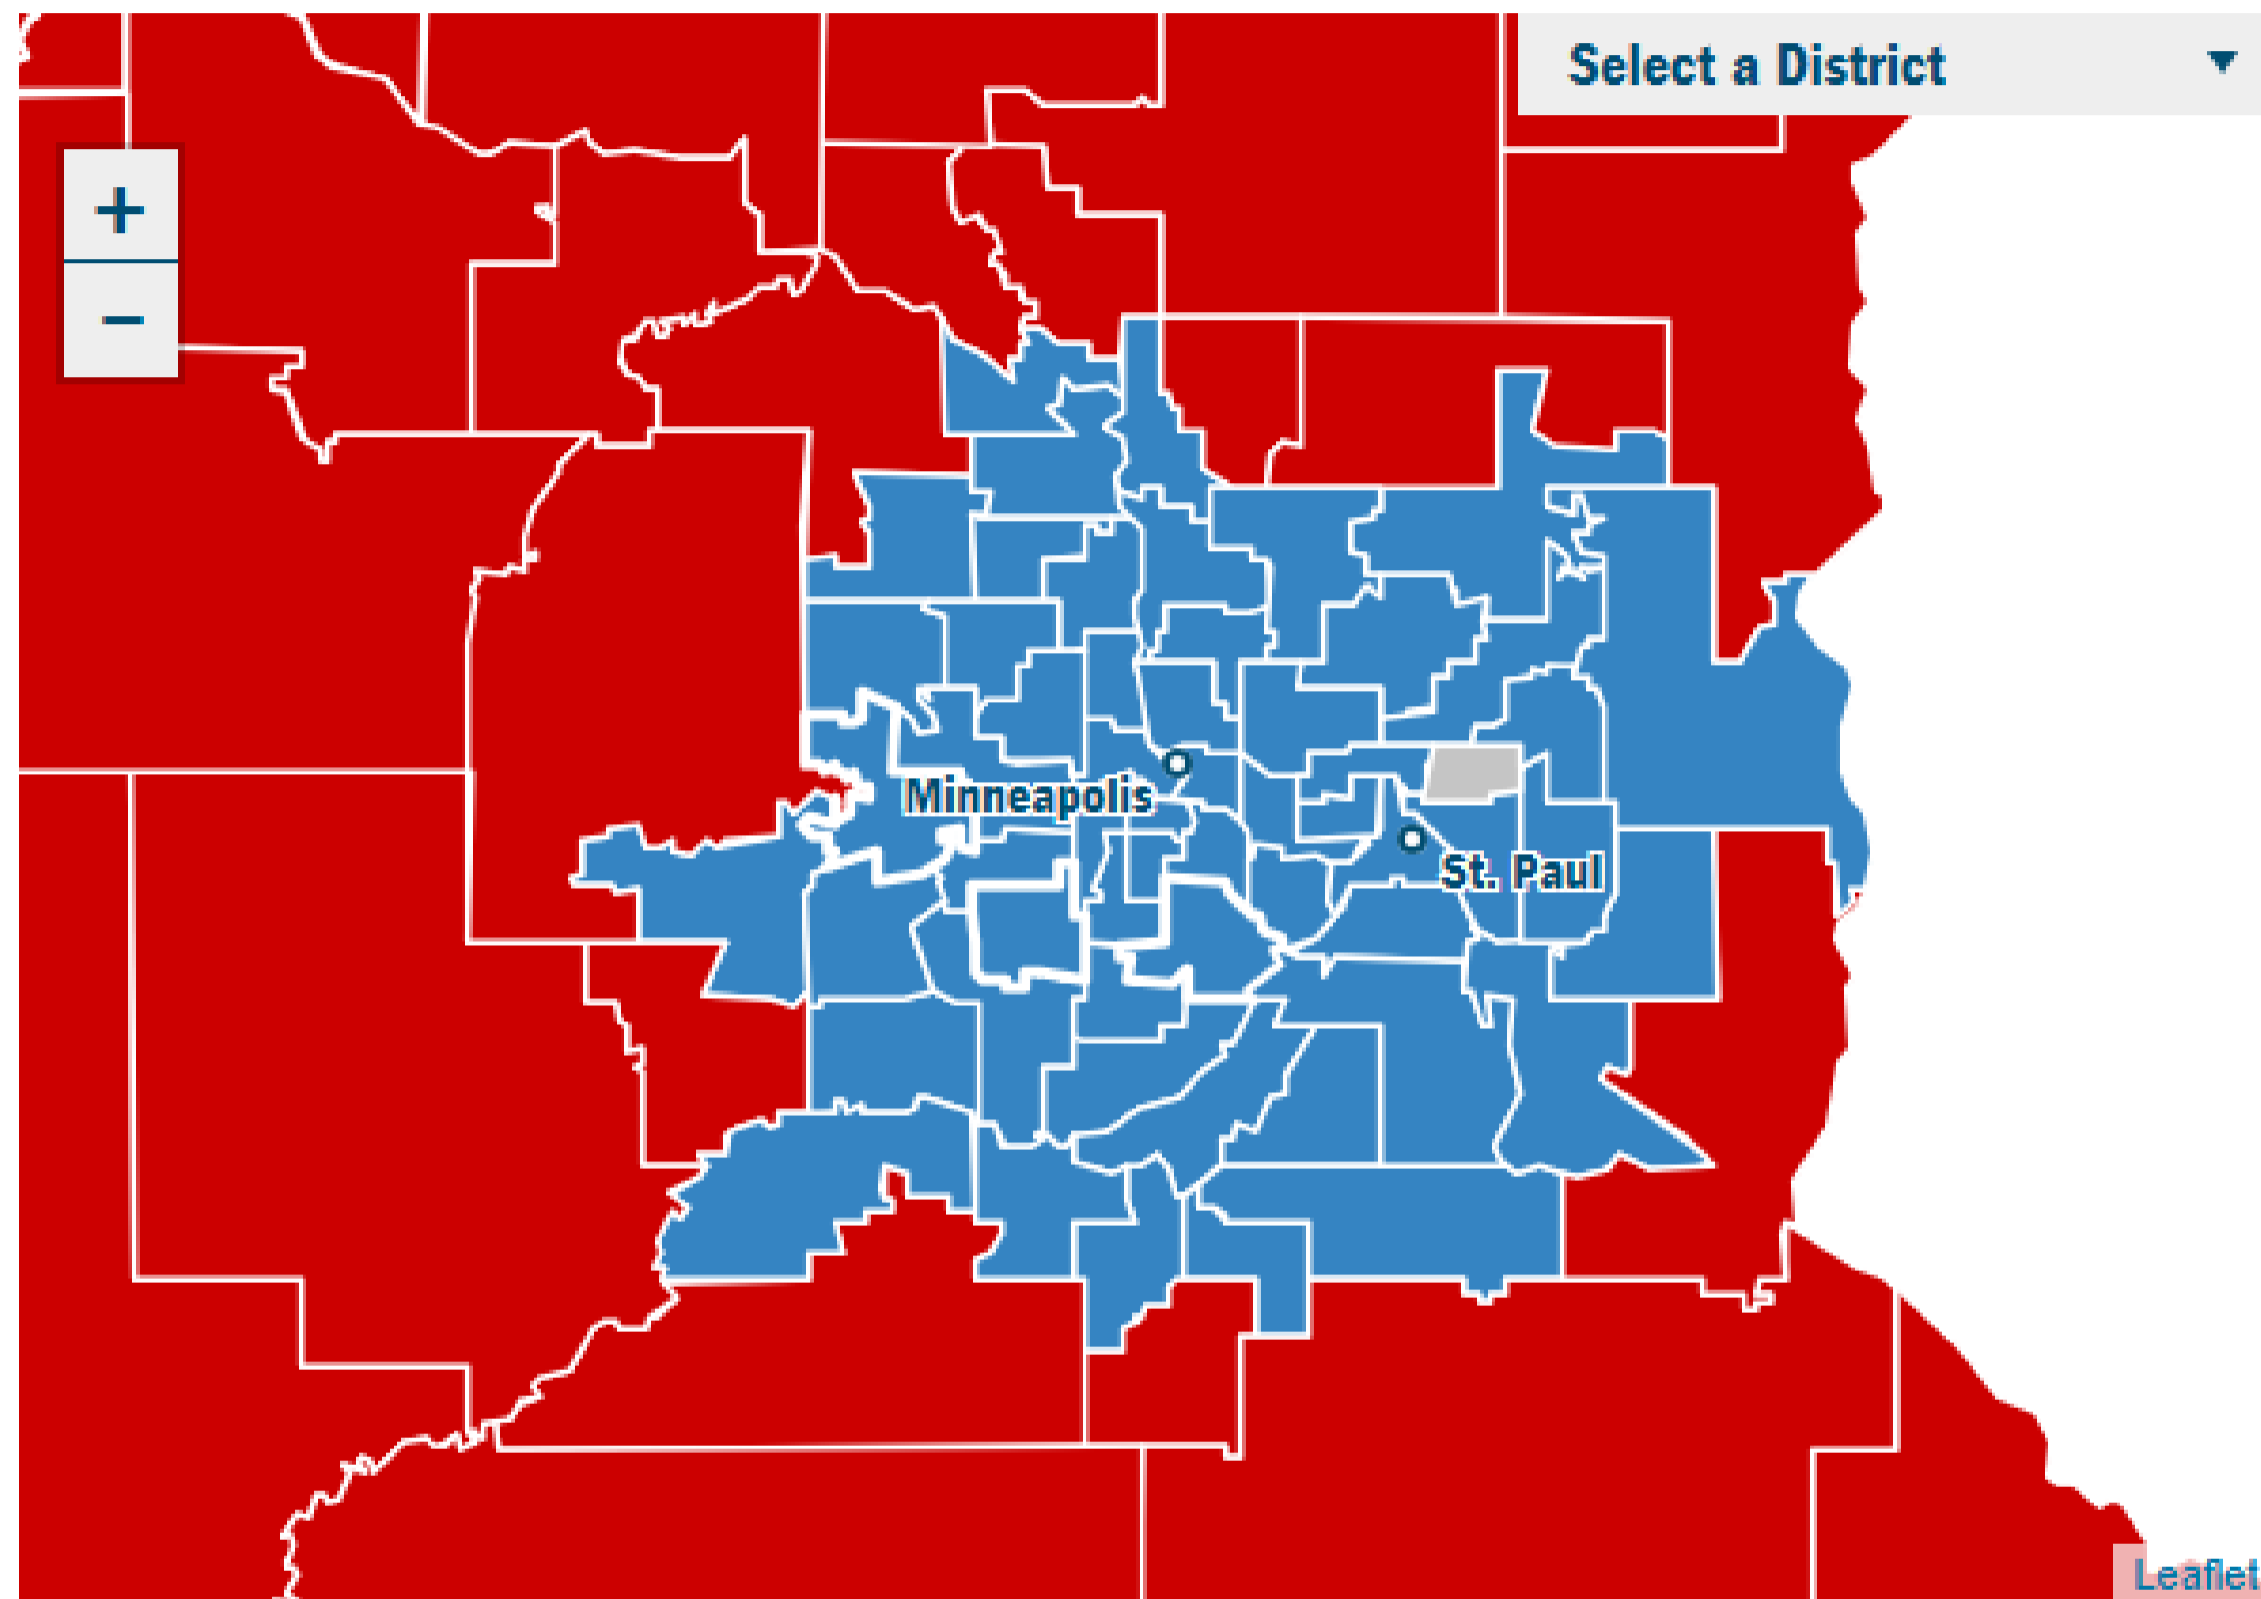 Select a District
+
−
Minneapolis
St. Paul
Leaflet